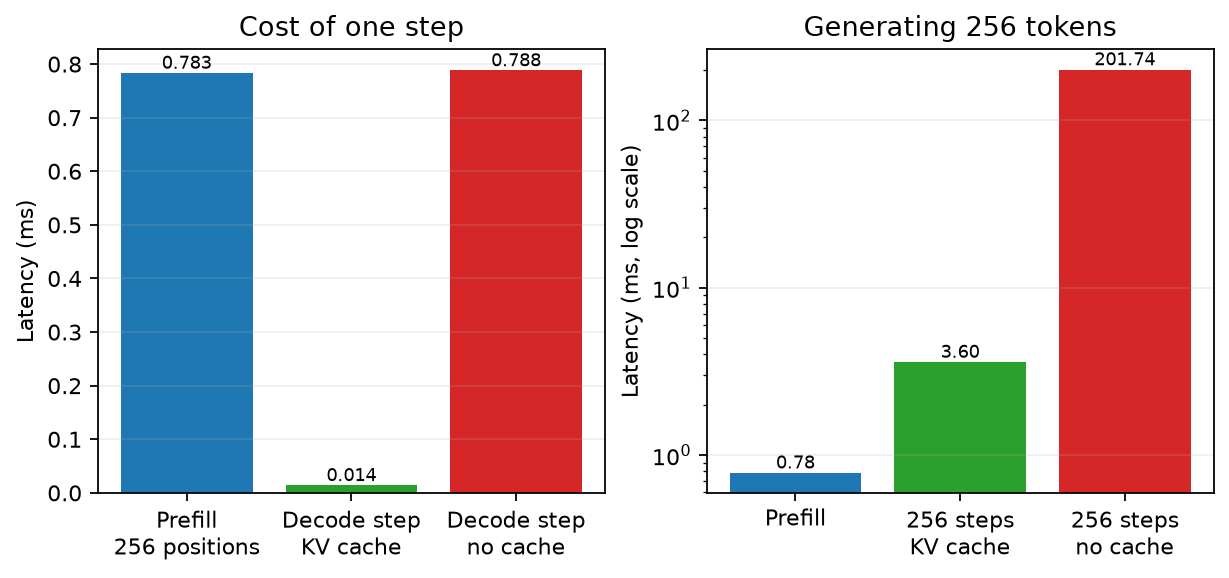 Cost of one step
Latency (ms)
0.8
0.7
0.6
0.5
0.4
0.3
0.2
0.1
0.0
0.783
0.014
0.788
Prefill
256 positions
Decode step
KV cache
Decode step
no cache
Generating 256 tokens
Latency (ms, log scale)
10²
10¹
10⁰
0.78
3.60
201.74
Prefill
256 steps
KV cache
256 steps
no cache